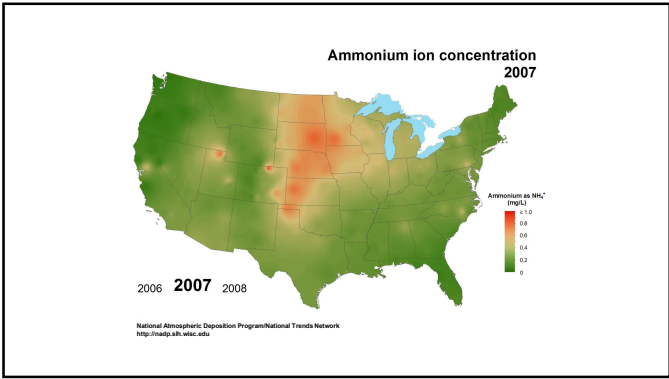 Ammonium ion concentration
2007
Ammonium as NH₄⁺
(mg/L)
≥ 1.0
0.8
0.6
0.4
0.2
0
2006 2007 2008
National Atmospheric Deposition Program/National Trends Network
http://nadp.slh.wisc.edu